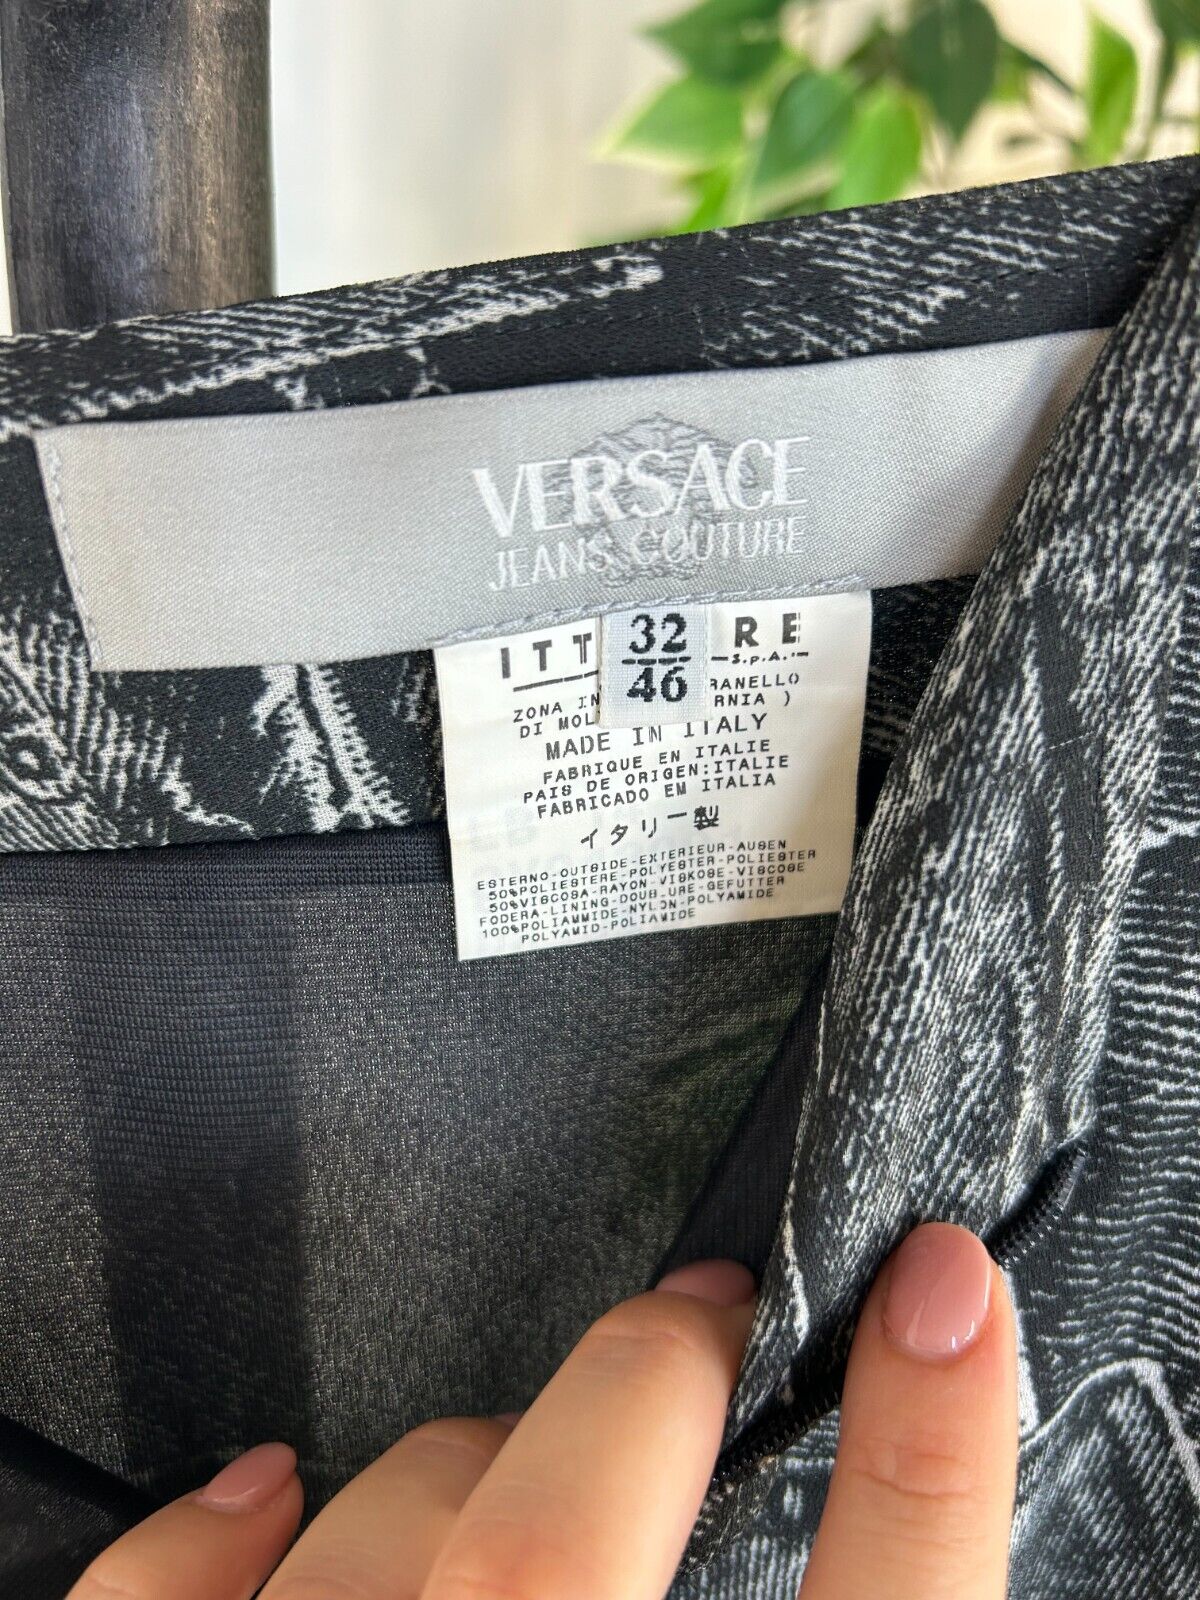 VERSACE
JEANS COUTURE
32
46
ITT RE
S.p.A.
ZONA IN RANELLO
DI MOL RNIA )
MADE IN ITALY
FABRIQUE EN ITALIE
PAIS DE ORIGEN:ITALIE
FABRICADO EM ITALIA
イタリー製
ESTERNO-OUTSIDE-EXTERIEUR-AUSEN
50%POLIESTERE-POLYESTER-POLIESTER
50%VISCOSA-RAYON-VISKOSE-VISCOSE
FODERA-LINING-DOUBLURE-GEFUTTER
100%POLIAMMIDE-NYLON-POLYAMIDE
POLYAMID-POLIAMIDE